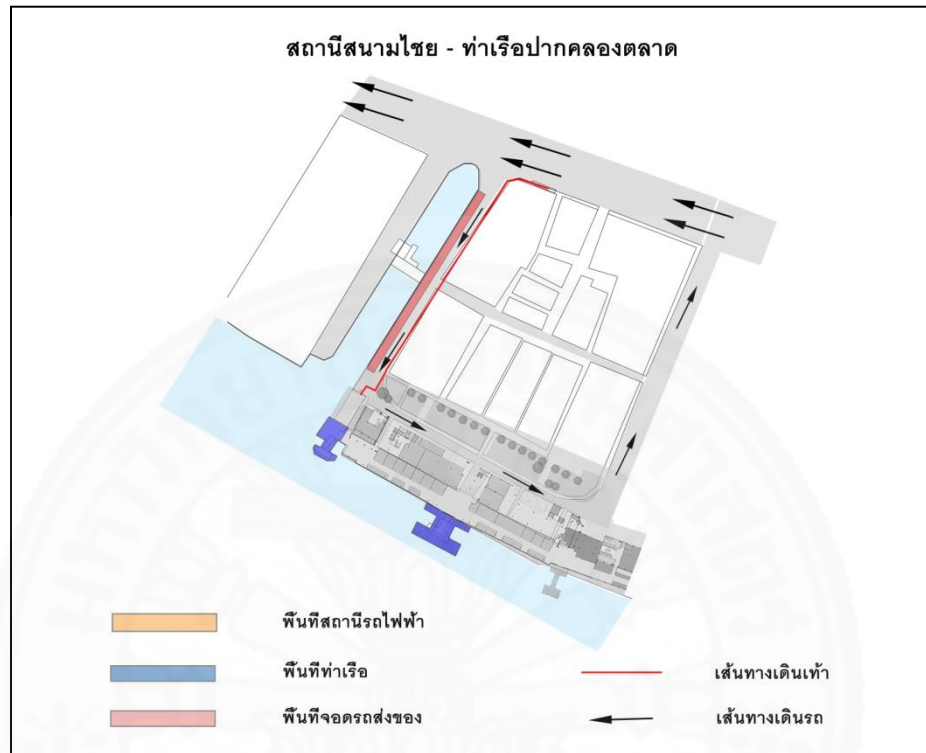 สถานีสนามไชย - ท่าเรือปากคลองตลาด
พื้นที่สถานีรถไฟฟ้า
พื้นที่ท่าเรือ
เส้นทางเดินเท้า
พื้นที่จอดรถส่งของ
เส้นทางเดินรถ